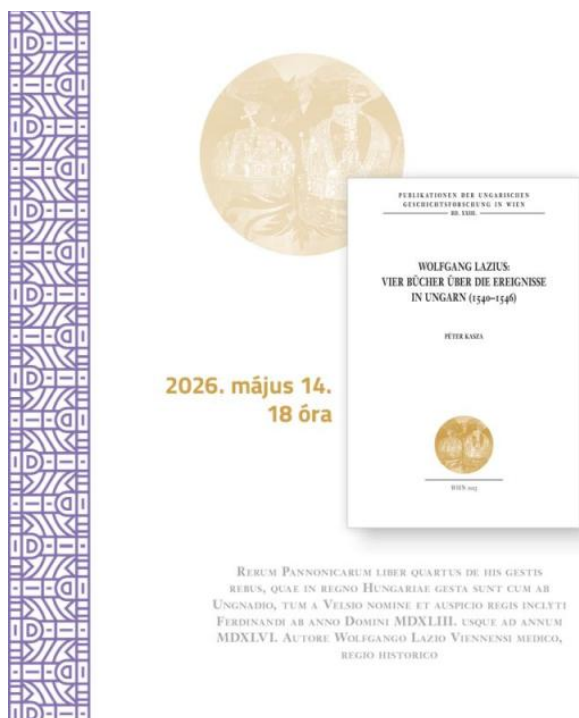 PUBLIKATIONEN DER UNGARISCHEN
GESCHICHTSFORSCHUNG IN WIEN
BD. XXIII.
WOLFGANG LAZIUS:
VIER BÜCHER ÜBER DIE EREIGNISSE
IN UNGARN (1540–1546)
PÉTER KASZA
2026. május 14.
18 óra
WIEN 2025
RERUM PANNONICARUM LIBER QUARTUS DE HIS GESTIS
REBUS, QUAE IN REGNO HUNGARIAE GESTA SUNT CUM AB
UNGNADIO, TUM A VELSIO NOMINE ET AUSPICIO REGIS INCLYTI
FERDINANDI AB ANNO DOMINI MDXLIII. USQUE AD ANNUM
MDXLVI. AUTORE WOLFGANGO LAZIO VIENNENSI MEDICO,
REGIO HISTORICO